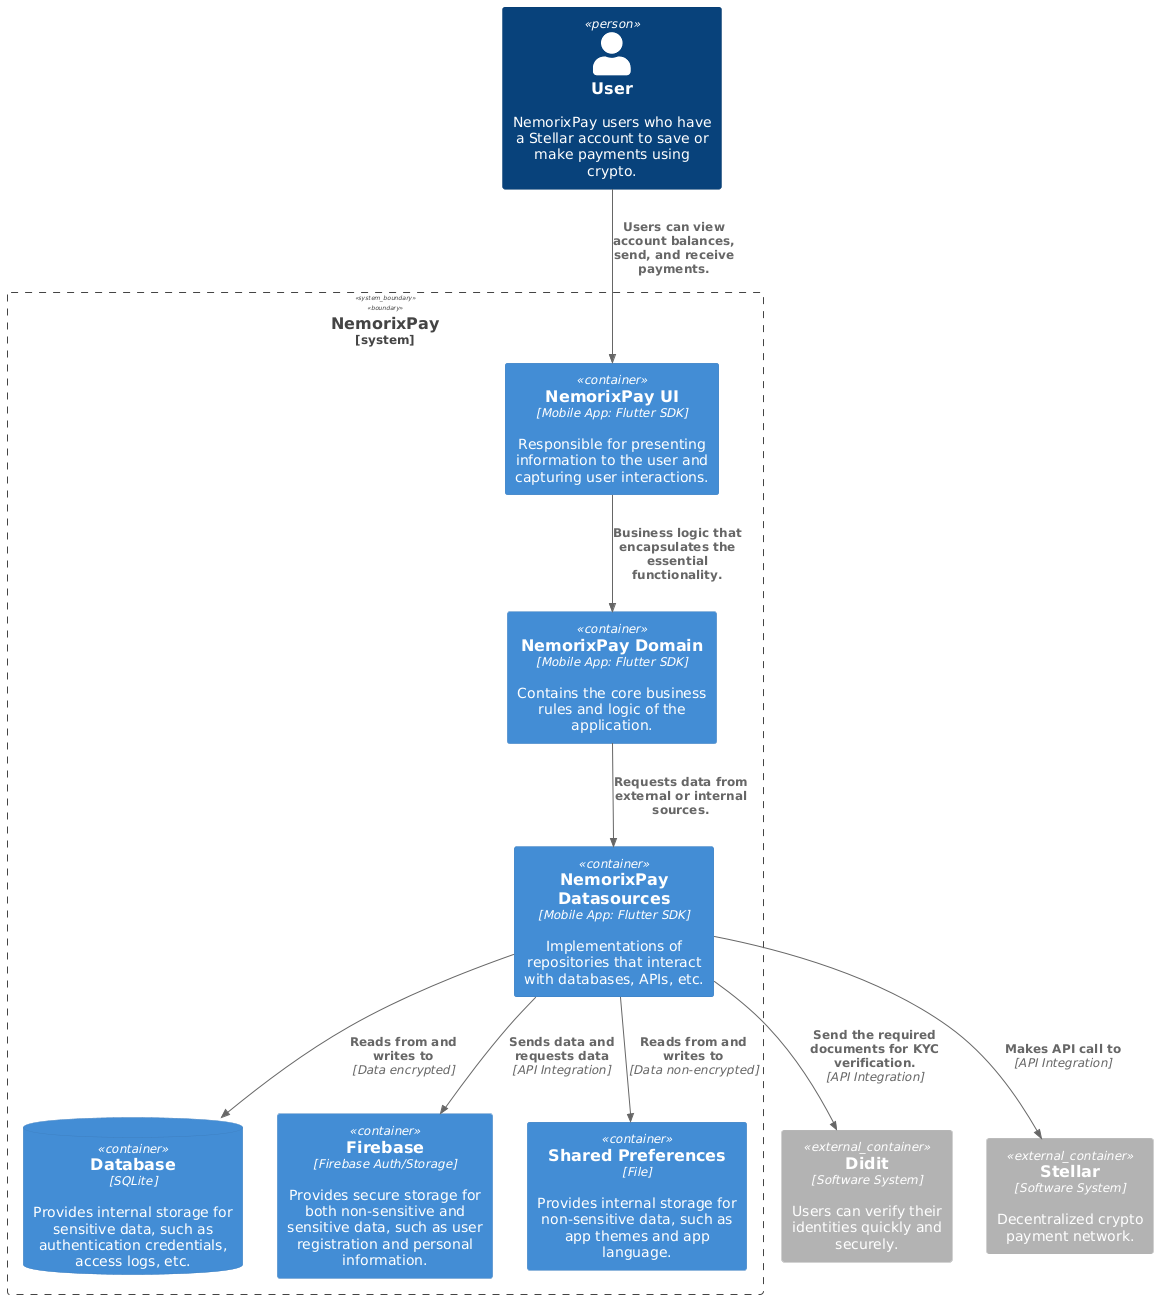 «person»
User
NemorixPay users who have
a Stellar account to save or
make payments using
crypto.
Users can view
account balances,
send, and receive
payments.
«system_boundary»
«boundary»
NemorixPay
[system]
«container»
NemorixPay UI
[Mobile App: Flutter SDK]
Responsible for presenting
information to the user and
capturing user interactions.
Business logic that
encapsulates the
essential
functionality.
«container»
NemorixPay Domain
[Mobile App: Flutter SDK]
Contains the core business
rules and logic of the
application.
Requests data from
external or internal
sources.
«container»
NemorixPay
Datasources
[Mobile App: Flutter SDK]
Implementations of
repositories that interact
with databases, APIs, etc.
Reads from and
writes to
[Data encrypted]
Sends data and
requests data
[API Integration]
Reads from and
writes to
[Data non-encrypted]
Send the required
documents for KYC
verification.
[API Integration]
Makes API call to
[API Integration]
«container»
Database
[SQLite]
Provides internal storage for
sensitive data, such as
authentication credentials,
access logs, etc.
«container»
Firebase
[Firebase Auth/Storage]
Provides secure storage for
both non-sensitive and
sensitive data, such as user
registration and personal
information.
«container»
Shared Preferences
[File]
Provides internal storage for
non-sensitive data, such as
app themes and app
language.
«external_container»
Didit
[Software System]
Users can verify their
identities quickly and
securely.
«external_container»
Stellar
[Software System]
Decentralized crypto
payment network.